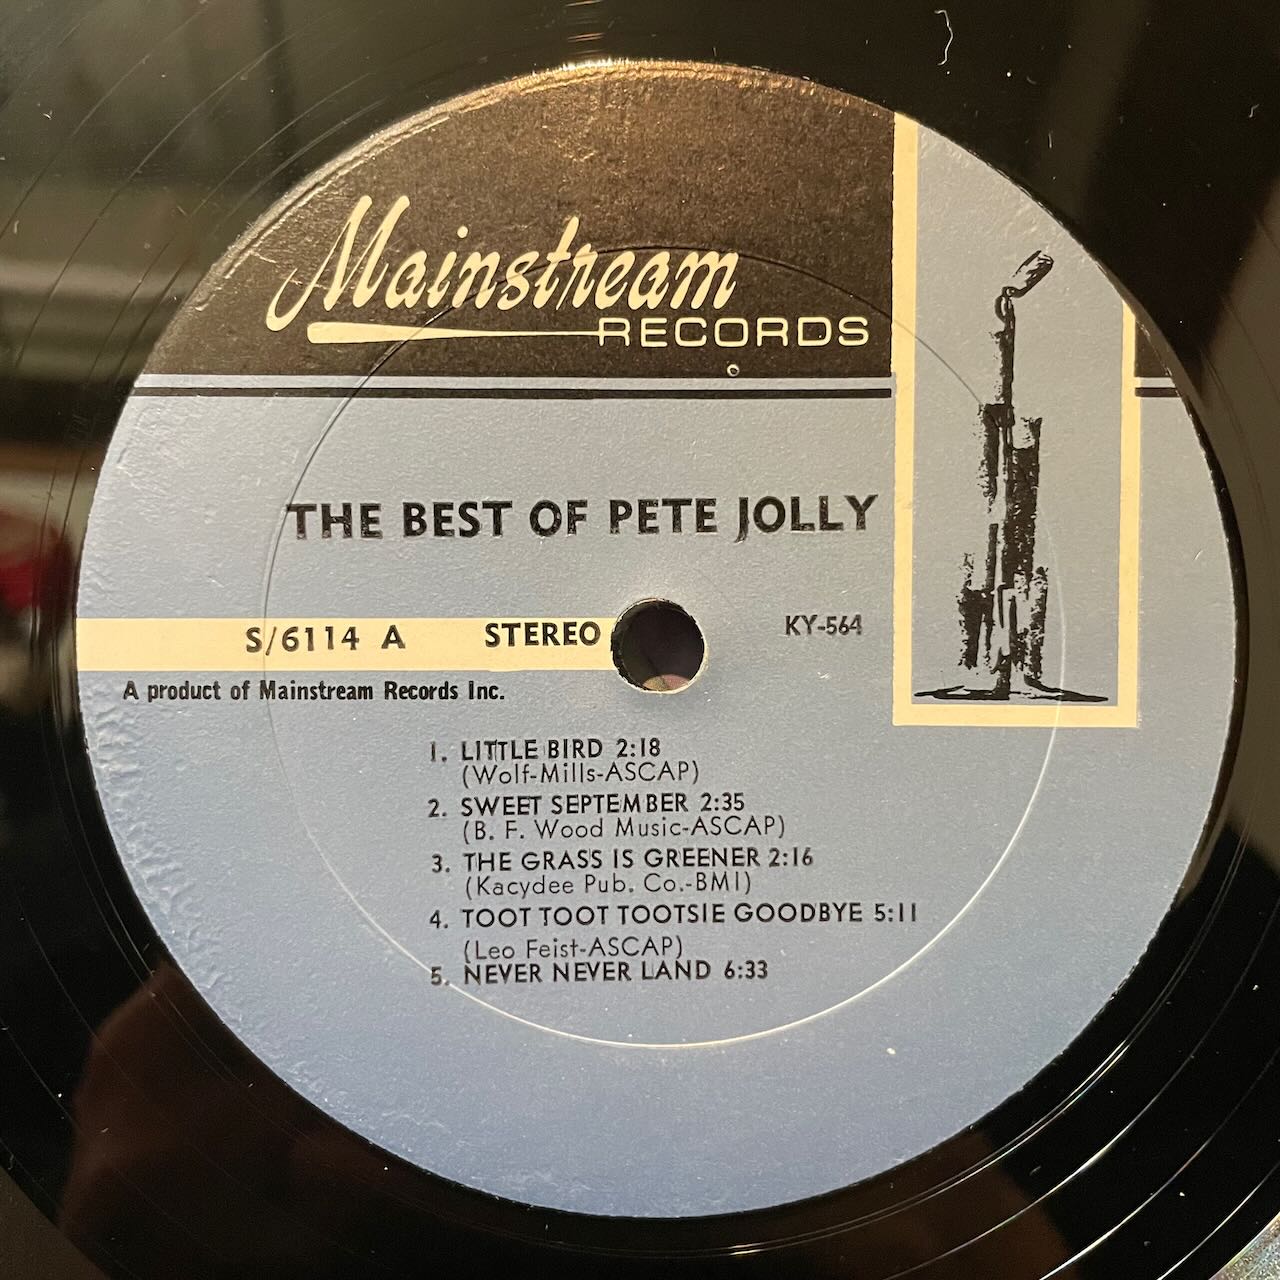 Mainstream
RECORDS
THE BEST OF PETE JOLLY
S/6114 A STEREO KY-564
A product of Mainstream Records Inc.
1. LITTLE BIRD 2:18
(Wolf-Mills-ASCAP)
2. SWEET SEPTEMBER 2:35
(B. F. Wood Music-ASCAP)
3. THE GRASS IS GREENER 2:16
(Kacydee Pub. Co.-BMI)
4. TOOT TOOT TOOTSIE GOODBYE 5:11
(Leo Feist-ASCAP)
5. NEVER NEVER LAND 6:33